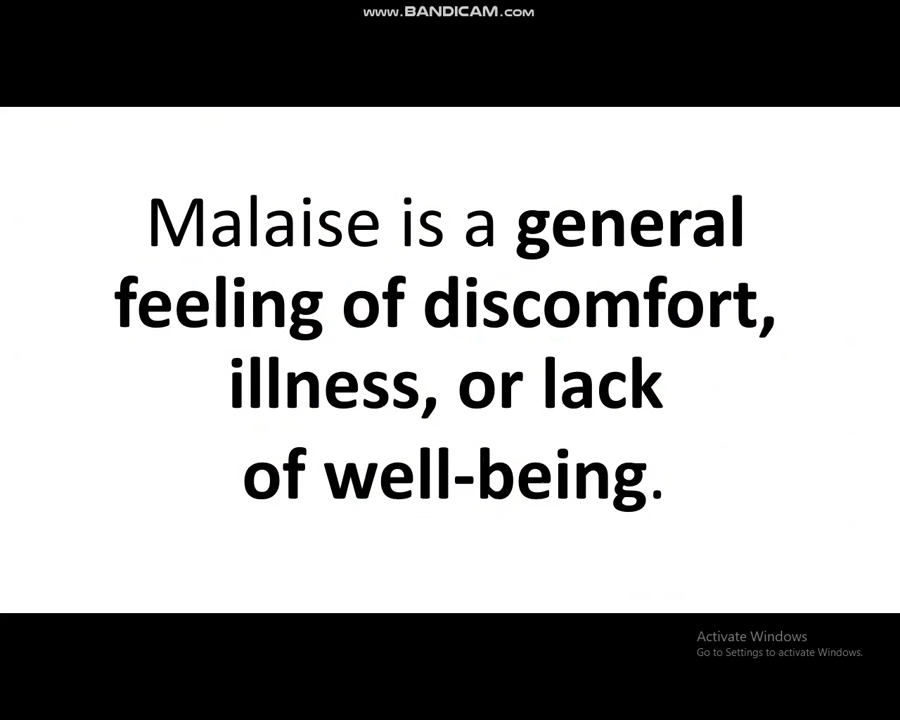 www.BANDICAM.com
Malaise is a general
feeling of discomfort,
illness, or lack
of well-being.
Activate Windows
Go to Settings to activate Windows.